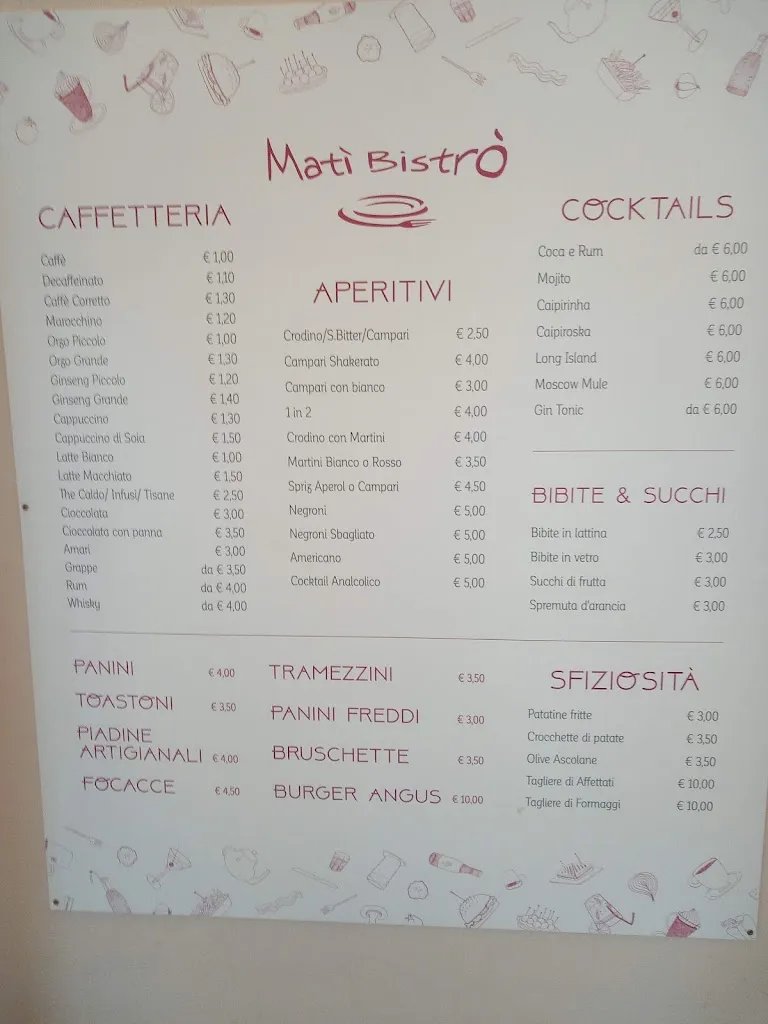 Matì Bistrò
CAFFETTERIA
Caffè € 1,00
Decaffeinato € 1,10
Caffè Corretto € 1,30
Marocchino € 1,20
Orzo Piccolo € 1,00
Orzo Grande € 1,30
Ginseng Piccolo € 1,20
Ginseng Grande € 1,40
Cappuccino € 1,30
Cappuccino di Soia € 1,50
Latte Bianco € 1,00
Latte Macchiato € 1,50
The Caldo/ Infusi/ Tisane € 2,50
Cioccolata € 3,00
Cioccolata con panna € 3,50
Amari € 3,00
Grappe da € 3,50
Rum da € 4,00
Whisky da € 4,00
APERITIVI
Crodino/S.Bitter/Campari € 2,50
Campari Shakerato € 4,00
Campari con bianco € 3,00
1 in 2 € 4,00
Crodino con Martini € 4,00
Martini Bianco o Rosso € 3,50
Spriz Aperol o Campari € 4,50
Negroni € 5,00
Negroni Sbagliato € 5,00
Americano € 5,00
Cocktail Analcolico € 5,00
COCKTAILS
Coca e Rum da € 6,00
Mojito € 6,00
Caipirinha € 6,00
Caipiroska € 6,00
Long Island € 6,00
Moscow Mule € 6,00
Gin Tonic da € 6,00
BIBITE & SUCCHI
Bibite in lattina € 2,50
Bibite in vetro € 3,00
Succhi di frutta € 3,00
Spremuta d'arancia € 3,00
PANINI € 4,00
TOASTONI € 3,50
PIADINE
ARTIGIANALI € 4,00
FOCACCE € 4,50
TRAMEZZINI € 3,50
PANINI FREDDI € 3,00
BRUSCHETTE € 3,50
BURGER ANGUS € 10,00
SFIZIOSITÀ
Patatine fritte € 3,00
Crocchette di patate € 3,50
Olive Ascolane € 3,50
Tagliere di Affettati € 10,00
Tagliere di Formaggi € 10,00